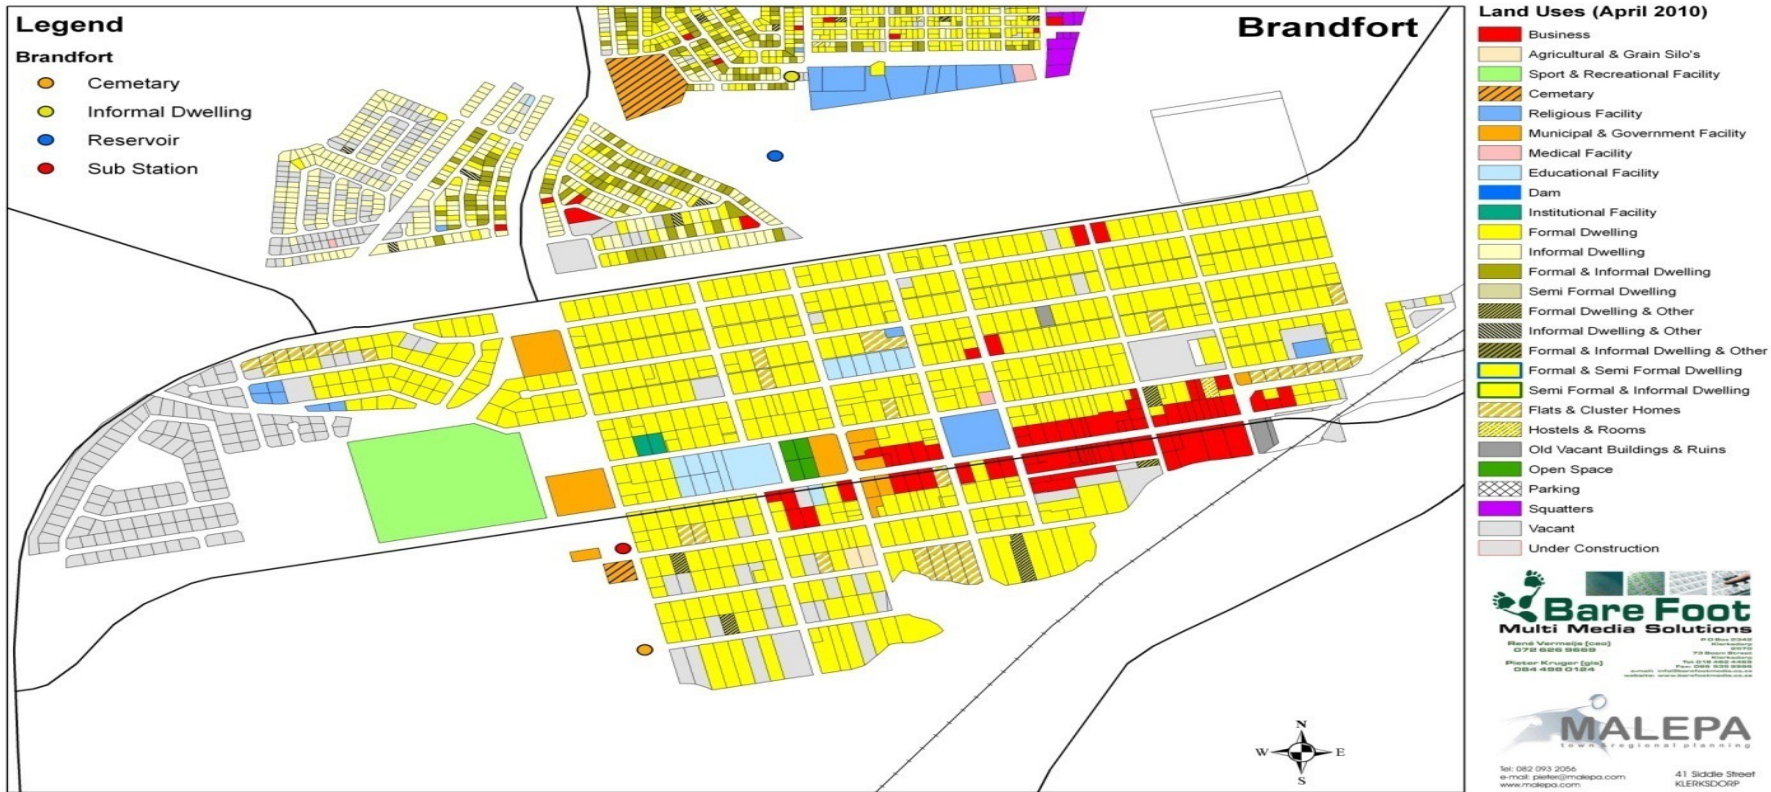 Legend
Brandfort
Cemetary
Informal Dwelling
Reservoir
Sub Station
Brandfort
N
W
E
S
Land Uses (April 2010)
Business
Agricultural & Grain Silo's
Sport & Recreational Facility
Cemetary
Religious Facility
Municipal & Government Facility
Medical Facility
Educational Facility
Dam
Institutional Facility
Formal Dwelling
Informal Dwelling
Formal & Informal Dwelling
Semi Formal Dwelling
Formal Dwelling & Other
Informal Dwelling & Other
Formal & Informal Dwelling & Other
Formal & Semi Formal Dwelling
Semi Formal & Informal Dwelling
Flats & Cluster Homes
Hostels & Rooms
Old Vacant Buildings & Ruins
Open Space
Parking
Squatters
Vacant
Under Construction
Bare Foot
Multi Media Solutions
MALEPA
town & regional planning
Tel: 082 093 2056
e-mail: pieter@malepa.com
www.malepa.com
41 Siddle Street
KLERKSDORP